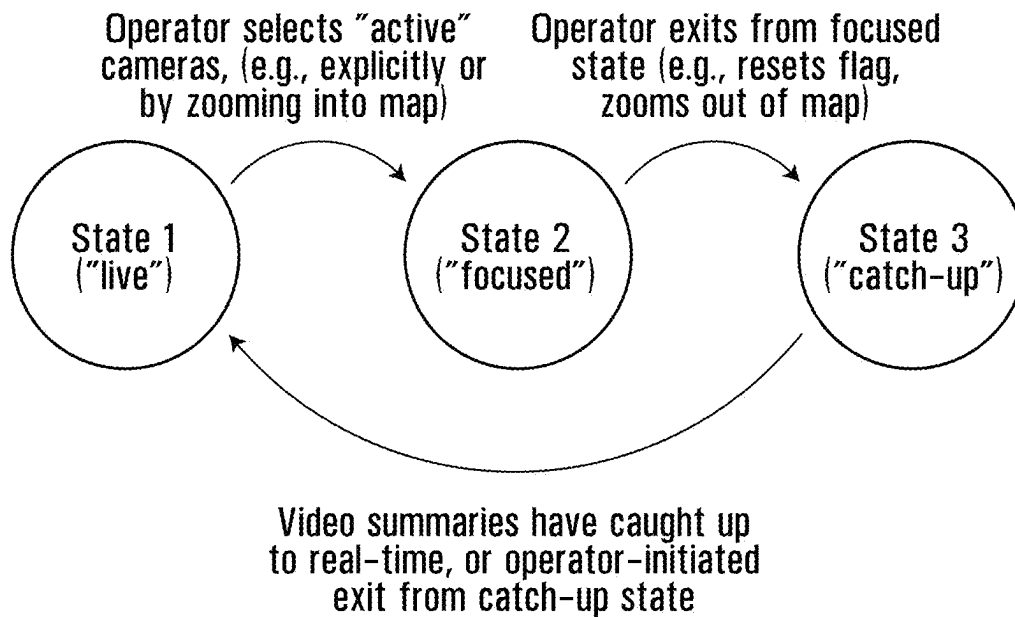 Operator selects "active"
cameras, (e.g., explicitly or
by zooming into map)
Operator exits from focused
state (e.g., resets flag,
zooms out of map)
State 1
("live")
State 2
("focused")
State 3
("catch-up")
Video summaries have caught up
to real-time, or operator-initiated
exit from catch-up state